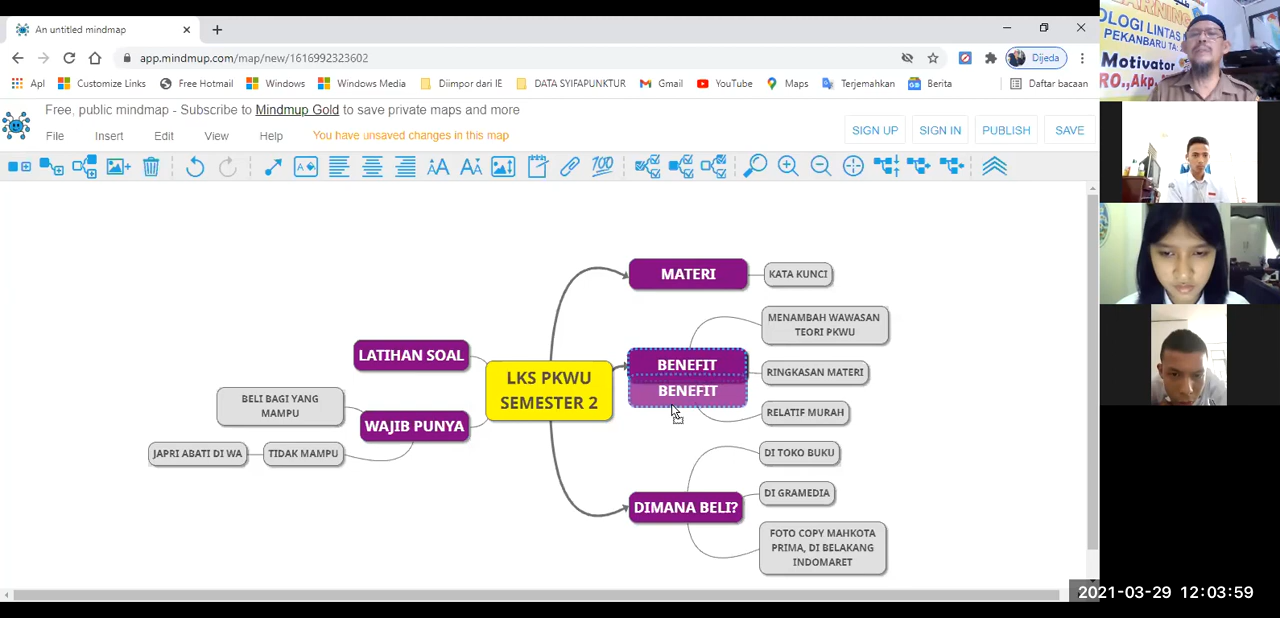 An untitled mindmap
app.mindmup.com/map/new/1616992323602
Dijeda
Apl Customize Links Free Hotmail Windows Windows Media Diimpor dari IE DATA SYIFAPUNKTUR Gmail YouTube Maps Terjemahkan Berita Daftar bacaan
Free, public mindmap - Subscribe to Mindmup Gold to save private maps and more
File Insert Edit View Help You have unsaved changes in this map
SIGN UP SIGN IN PUBLISH SAVE
100
LKS PKWU
SEMESTER 2
MATERI
KATA KUNCI
BENEFIT
BENEFIT
MENAMBAH WAWASAN
TEORI PKWU
RINGKASAN MATERI
RELATIF MURAH
DIMANA BELI?
DI TOKO BUKU
DI GRAMEDIA
FOTO COPY MAHKOTA
PRIMA, DI BELAKANG
INDOMARET
LATIHAN SOAL
WAJIB PUNYA
BELI BAGI YANG
MAMPU
TIDAK MAMPU
JAPRI ABATI DI WA
OLOGI LINTAS
PEKANBARU TA
Motivator
RO.,Akp.
2021-03-29 12:03:59